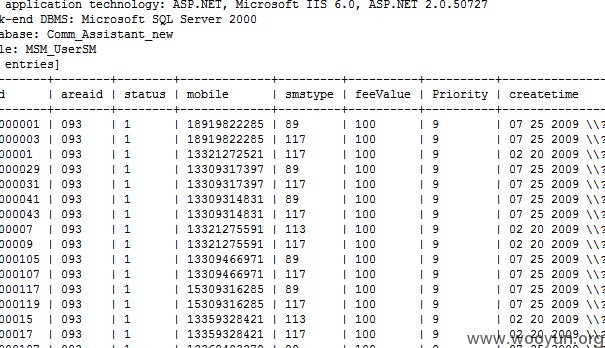 application technology: ASP.NET, Microsoft IIS 6.0, ASP.NET 2.0.50727
k-end DBMS: Microsoft SQL Server 2000
abase: Comm_Assistant_new
le: MSM_UserSM
entries]
-------+--------+--------+-------------+---------+----------+----------+----------------
d | areaid | status | mobile | smstype | feeValue | Priority | createtime
-------+--------+--------+-------------+---------+----------+----------+----------------
000001 | 093 | 1 | 18919822285 | 89 | 100 | 9 | 07 25 2009 \\?
000003 | 093 | 1 | 18919822285 | 117 | 100 | 9 | 07 25 2009 \\?
00001 | 093 | 1 | 13321272521 | 117 | 100 | 9 | 02 20 2009 \\?
000029 | 093 | 1 | 13309317397 | 89 | 100 | 9 | 07 25 2009 \\?
000031 | 093 | 1 | 13309317397 | 117 | 100 | 9 | 07 25 2009 \\?
000041 | 093 | 1 | 13309314831 | 89 | 100 | 9 | 07 25 2009 \\?
000043 | 093 | 1 | 13309314831 | 117 | 100 | 9 | 07 25 2009 \\?
00007 | 093 | 1 | 13321275591 | 113 | 100 | 9 | 02 20 2009 \\?
00009 | 093 | 1 | 13321275591 | 117 | 100 | 9 | 02 20 2009 \\?
000105 | 093 | 1 | 13309466971 | 89 | 100 | 9 | 07 25 2009 \\?
000107 | 093 | 1 | 13309466971 | 117 | 100 | 9 | 07 25 2009 \\?
000117 | 093 | 1 | 15309316285 | 89 | 100 | 9 | 07 25 2009 \\?
000119 | 093 | 1 | 15309316285 | 117 | 100 | 9 | 07 25 2009 \\?
00015 | 093 | 1 | 13359328421 | 113 | 100 | 9 | 02 20 2009 \\?
00017 | 093 | 1 | 13359328421 | 117 | 100 | 9 | 02 20 2009 \\?
www.wooyun.org